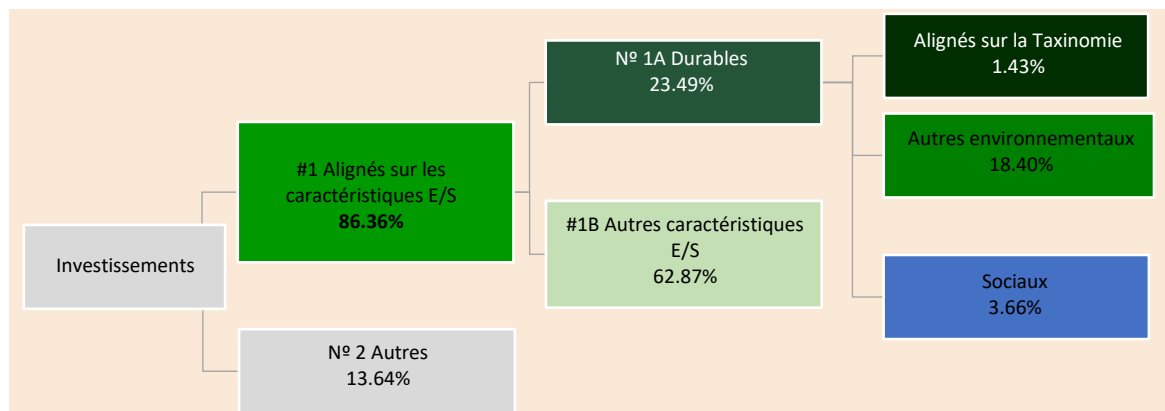 Investissements
#1 Alignés sur les
caractéristiques E/S
86.36%
Nº 2 Autres
13.64%
Nº 1A Durables
23.49%
#1B Autres caractéristiques
E/S
62.87%
Alignés sur la Taxinomie
1.43%
Autres environnementaux
18.40%
Sociaux
3.66%